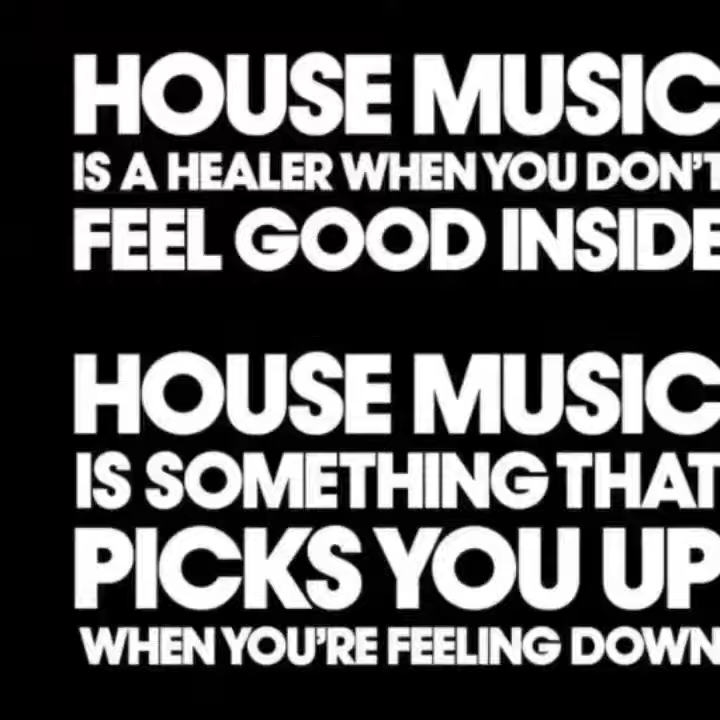 HOUSE MUSIC
IS A HEALER WHEN YOU DON'T
FEEL GOOD INSIDE
HOUSE MUSIC
IS SOMETHING THAT
PICKS YOU UP
WHEN YOU'RE FEELING DOWN